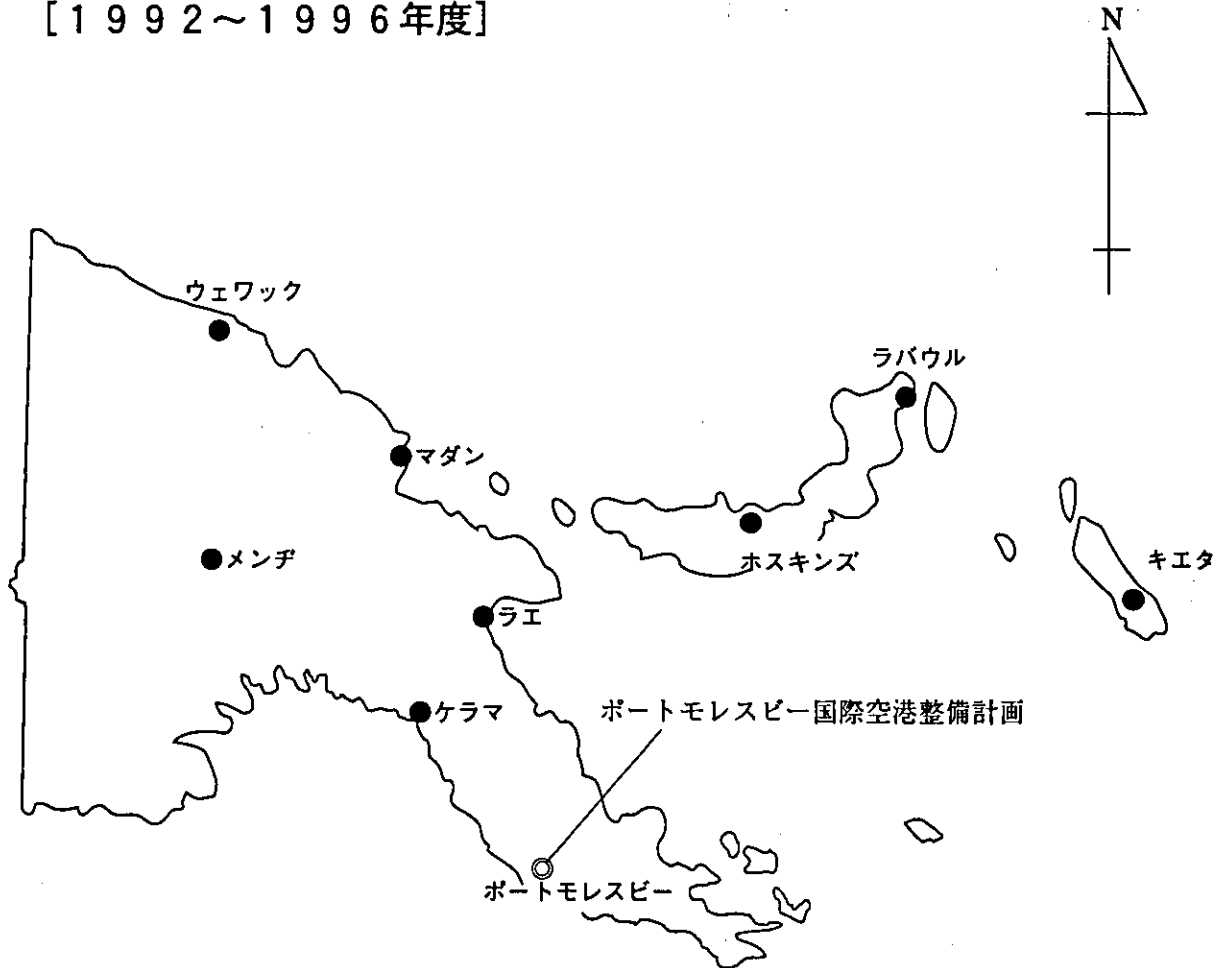 [1992～1996年度]
N
ウェワック
ラバウル
マダン
メンヂ
ホスキンズ
キエタ
ラエ
ケラマ
ポートモレスビー国際空港整備計画
ポートモレスビー